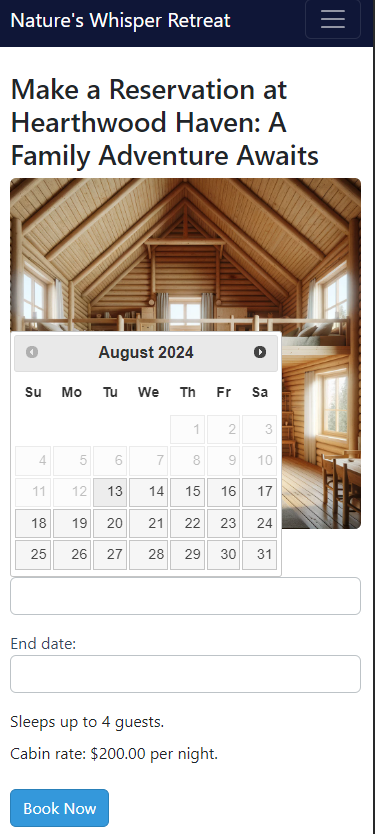 Nature's Whisper Retreat
Make a Reservation at
Hearthwood Haven: A
Family Adventure Awaits
August 2024
Su Mo Tu We Th Fr Sa
1 2 3
4 5 6 7 8 9 10
11 12 13 14 15 16 17
18 19 20 21 22 23 24
25 26 27 28 29 30 31
End date:
Sleeps up to 4 guests.
Cabin rate: $200.00 per night.
Book Now